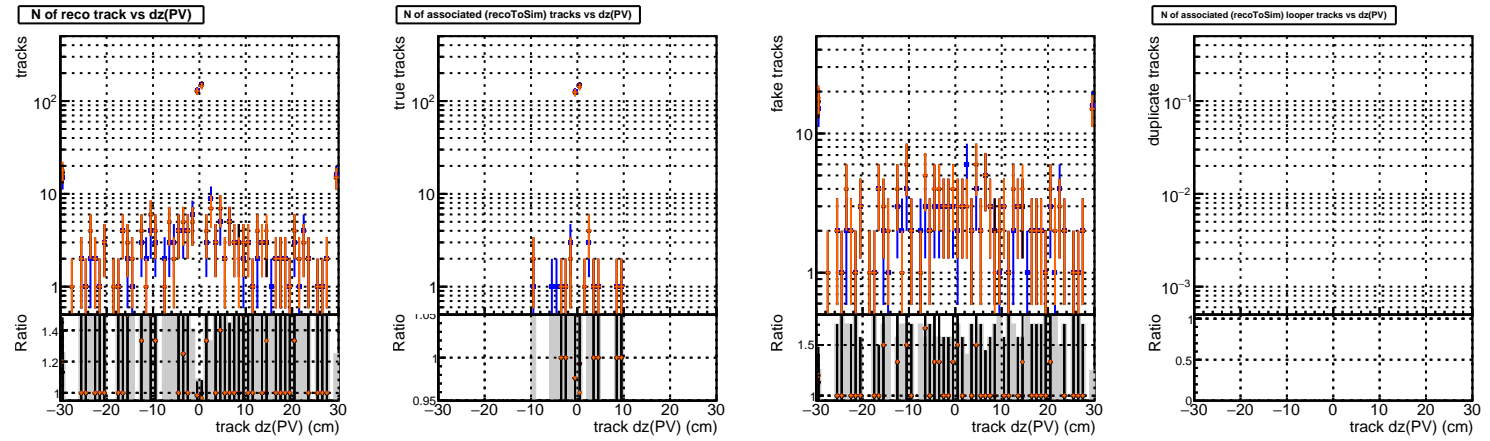 N of reco track vs dz(PV)
tracks
10²
10
1
Ratio
1.4
1.2
1
−30 −20 −10 0 10 20 30
track dz(PV) (cm)
N of associated (recoToSim) tracks vs dz(PV)
true tracks
10²
10
1
Ratio
1.05
1
0.95
−30 −20 −10 0 10 20 30
track dz(PV) (cm)
fake tracks
10
1
Ratio
1.5
1
−30 −20 −10 0 10 20 30
track dz(PV) (cm)
N of associated (recoToSim) looper tracks vs dz(PV)
duplicate tracks
10⁻¹
10⁻²
10⁻³
Ratio
1
0.5
0
−30 −20 −10 0 10 20 30
track dz(PV) (cm)